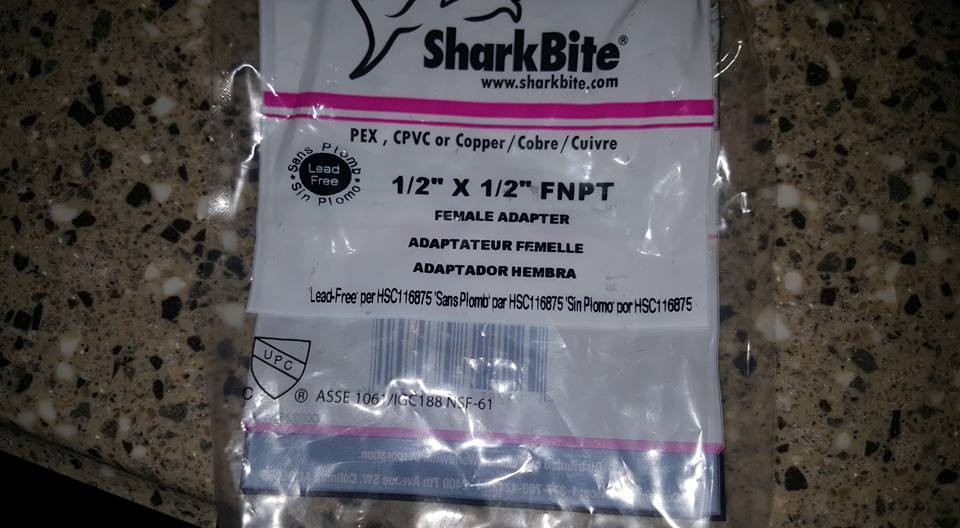 SharkBite®
www.sharkbite.com
PEX , CPVC or Copper/Cobre/Cuivre
Sans Plomb
Lead
Free
Sin Plomo
1/2" X 1/2" FNPT
FEMALE ADAPTER
ADAPTATEUR FEMELLE
ADAPTADOR HEMBRA
'Lead-Free' per HSC116875 'Sans Plomb' par HSC116875 'Sin Plomo' por HSC116875
UPC
C ® ASSE 1061/IGC188 NSF-61